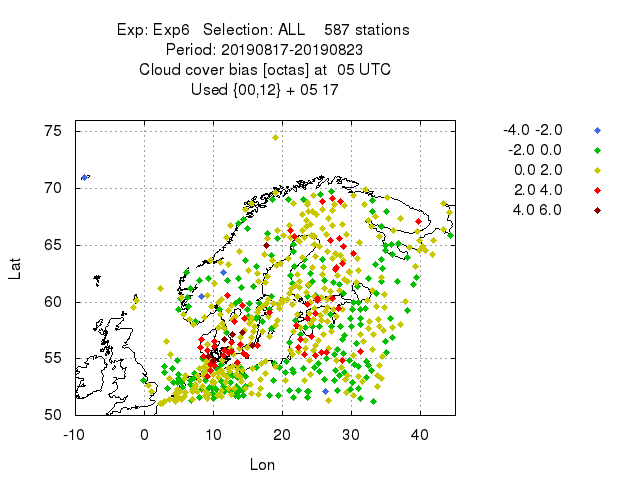 Exp: Exp6 Selection: ALL 587 stations
Period: 20190817-20190823
Cloud cover bias [octas] at 05 UTC
Used {00,12} + 05 17
-4.0 -2.0
-2.0 0.0
0.0 2.0
2.0 4.0
4.0 6.0
75
70
65
60
55
50
Lat
-10 0 10 20 30 40
Lon